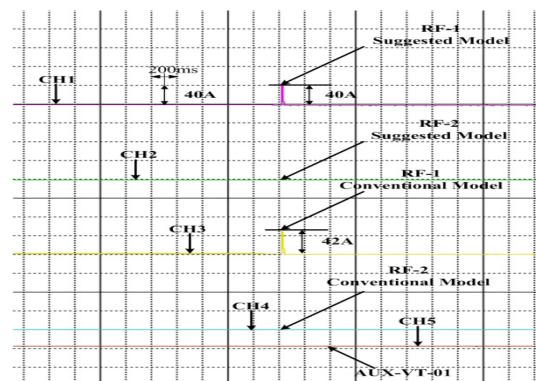 RF-1
Suggested Model
200ms
CH1
40A
40A
RF-2
Suggested Model
CH2
RF-1
Conventional Model
CH3
42A
RF-2
Conventional Model
CH4
CH5
AUX-VT-01